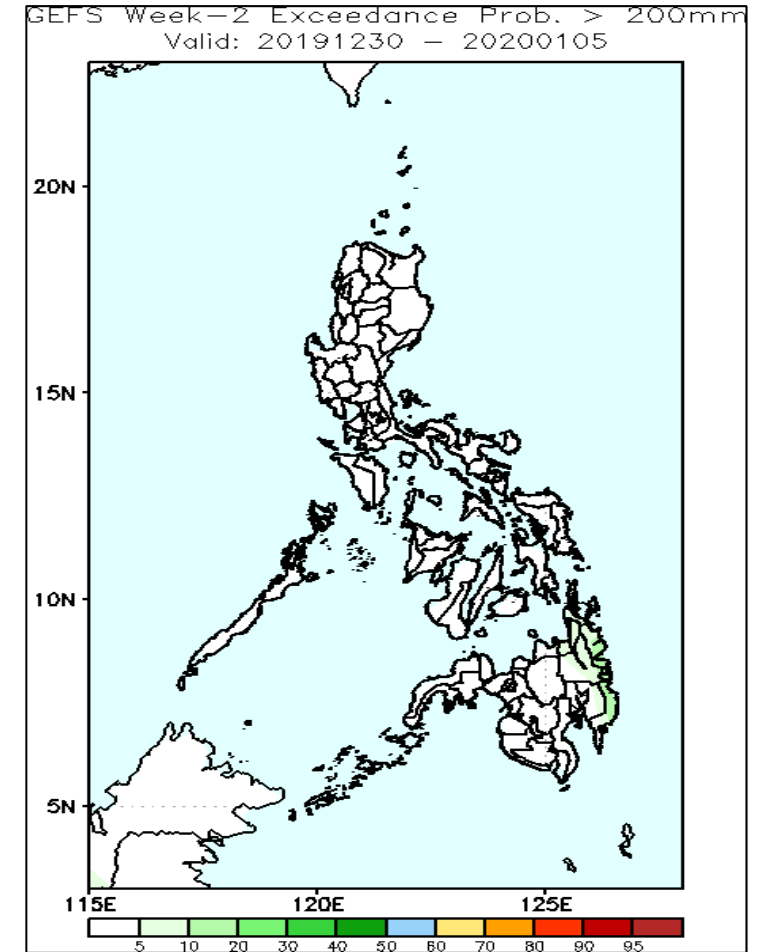 GEFS Week-2 Exceedance Prob. > 200mm
Valid: 20191230 - 20200105
20N
15N
10N
5N
115E 120E 125E
5 10 20 30 40 50 60 70 80 90 95